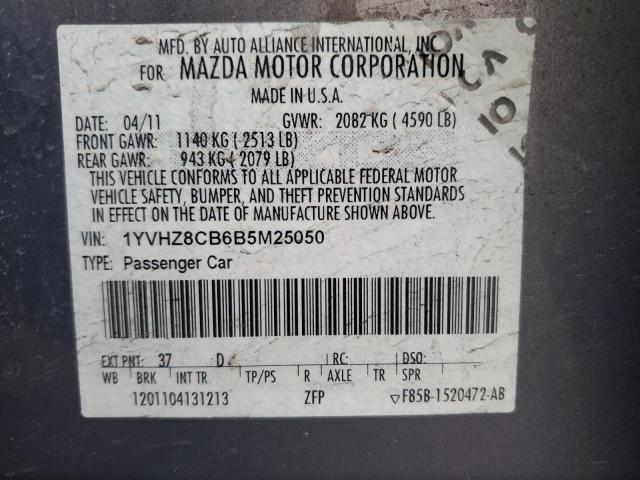 MFD. BY AUTO ALLIANCE INTERNATIONAL, INC.
FOR MAZDA MOTOR CORPORATION
MADE IN U.S.A.
DATE: 04/11 GVWR: 2082 KG ( 4590 LB)
FRONT GAWR: 1140 KG ( 2513 LB)
REAR GAWR: 943 KG ( 2079 LB)
THIS VEHICLE CONFORMS TO ALL APPLICABLE FEDERAL MOTOR
VEHICLE SAFETY, BUMPER, AND THEFT PREVENTION STANDARDS
IN EFFECT ON THE DATE OF MANUFACTURE SHOWN ABOVE.
VIN: 1YVHZ8CB6B5M25050
TYPE: Passenger Car
EXT PNT: 37 D RC: DSO:
WB BRK INT TR TP/PS R AXLE TR SPR
1201104131213 ZFP ▽F85B-1520472-AB